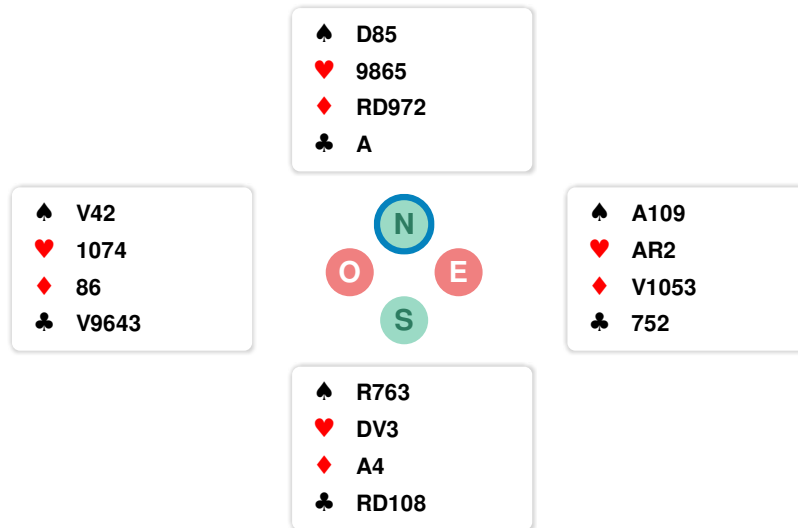 ♠ D85
♥ 9865
♦ RD972
♣ A
♠ V42
♥ 1074
♦ 86
♣ V9643
N
O E
S
♠ A109
♥ AR2
♦ V1053
♣ 752
♠ R763
♥ DV3
♦ A4
♣ RD108